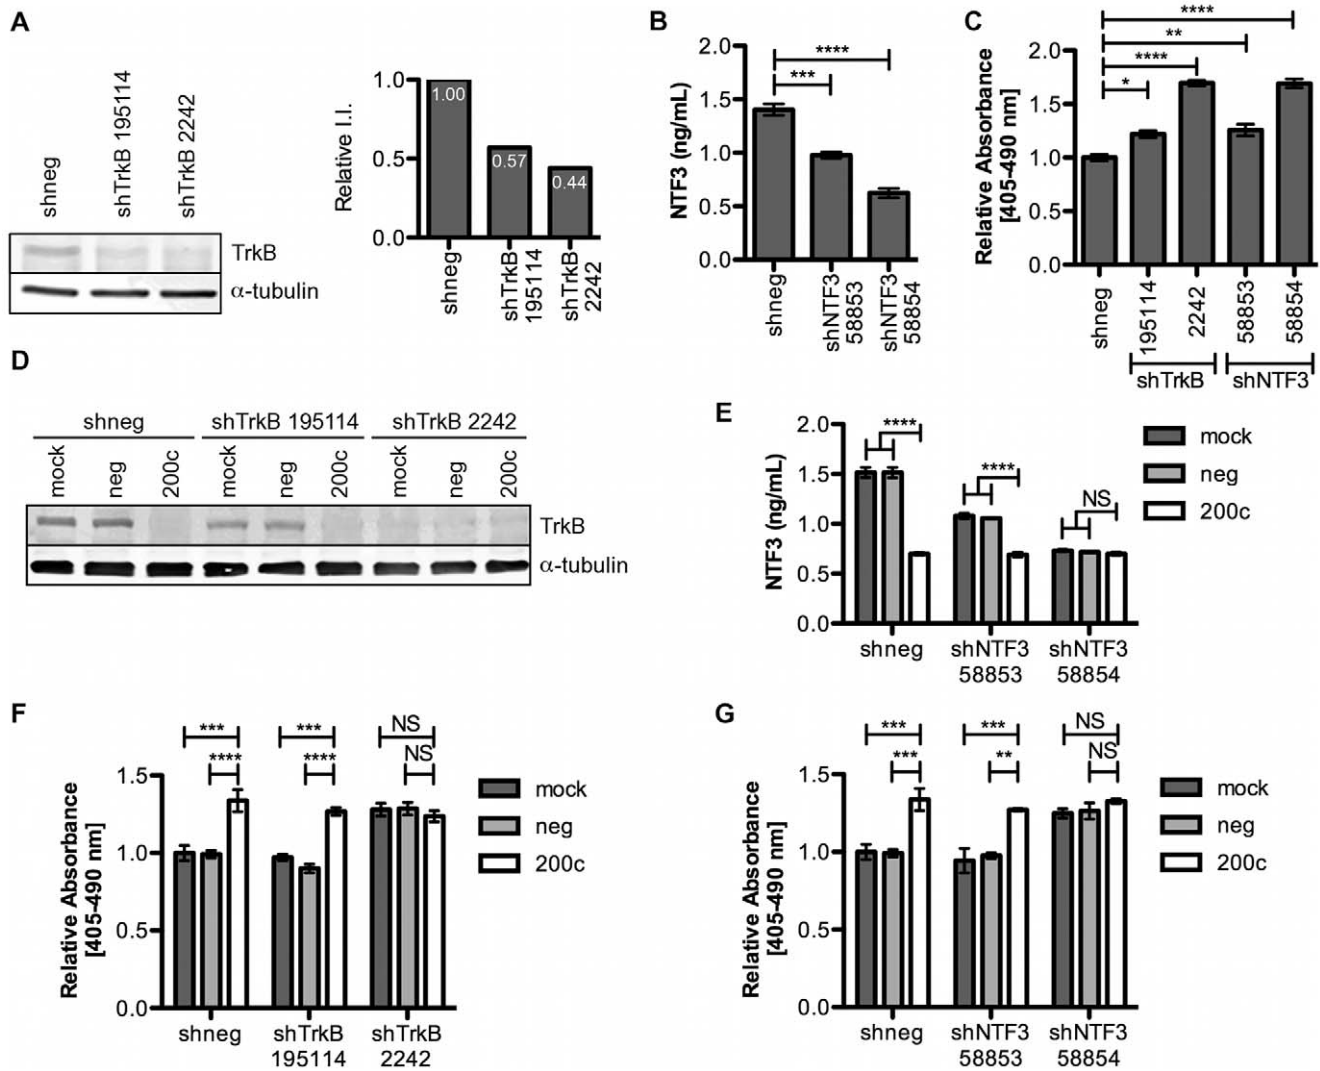 A
shneg
shTrkB 195114
shTrkB 2242
TrkB
α-tubulin
Relative I.I.
1.0
0.5
0.0
1.00
0.57
0.44
shneg
shTrkB
195114
shTrkB
2242
B
NTF3 (ng/mL)
2.0
1.5
1.0
0.5
0.0
****
***
shneg
shNTF3
58853
shNTF3
58854
C
Relative Absorbance
[405-490 nm]
2.0
1.5
1.0
0.5
0.0
****
**
****
*
shneg
195114
2242
58853
58854
shTrkB
shNTF3
D
shneg
shTrkB 195114
shTrkB 2242
mock
neg
200c
mock
neg
200c
mock
neg
200c
TrkB
α-tubulin
E
NTF3 (ng/mL)
2.0
1.5
1.0
0.5
0.0
****
****
NS
shneg
shNTF3
58853
shNTF3
58854
mock
neg
200c
F
Relative Absorbance
[405-490 nm]
1.5
1.0
0.5
0.0
***
****
***
****
NS
NS
shneg
shTrkB
195114
shTrkB
2242
mock
neg
200c
G
Relative Absorbance
[405-490 nm]
1.5
1.0
0.5
0.0
***
***
***
**
NS
NS
shneg
shNTF3
58853
shNTF3
58854
mock
neg
200c